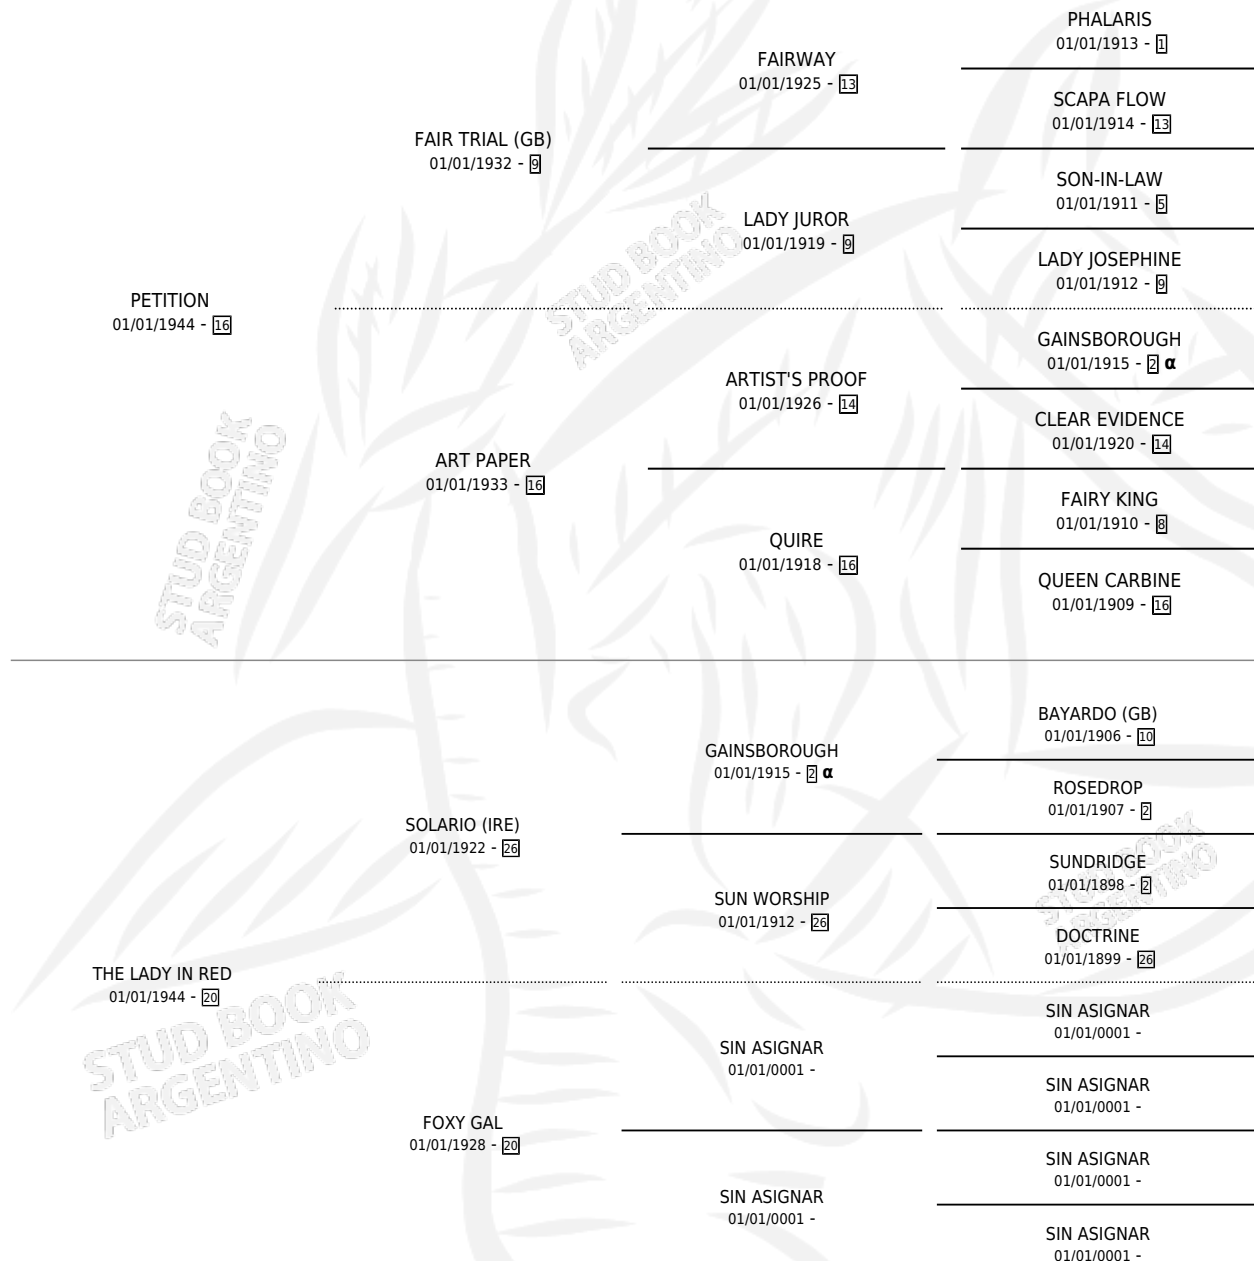 PHALARIS
01/01/1913 - 1
FAIRWAY
01/01/1925 - 13
SCAPA FLOW
01/01/1914 - 13
FAIR TRIAL (GB)
01/01/1932 - 9
SON-IN-LAW
01/01/1911 - 5
LADY JUROR
01/01/1919 - 9
LADY JOSEPHINE
01/01/1912 - 9
PETITION
01/01/1944 - 16
GAINSBOROUGH
01/01/1915 - 2 α
ARTIST'S PROOF
01/01/1926 - 14
CLEAR EVIDENCE
01/01/1920 - 14
ART PAPER
01/01/1933 - 16
FAIRY KING
01/01/1910 - 8
QUIRE
01/01/1918 - 16
QUEEN CARBINE
01/01/1909 - 16
BAYARDO (GB)
01/01/1906 - 10
GAINSBOROUGH
01/01/1915 - 2 α
ROSEDROP
01/01/1907 - 2
SOLARIO (IRE)
01/01/1922 - 26
SUNDRIDGE
01/01/1898 - 2
SUN WORSHIP
01/01/1912 - 26
DOCTRINE
01/01/1899 - 26
THE LADY IN RED
01/01/1944 - 20
SIN ASIGNAR
01/01/0001 -
SIN ASIGNAR
01/01/0001 -
SIN ASIGNAR
01/01/0001 -
FOXY GAL
01/01/1928 - 20
SIN ASIGNAR
01/01/0001 -
SIN ASIGNAR
01/01/0001 -
SIN ASIGNAR
01/01/0001 -
STUD BOOK
ARGENTINO
STUD BOOK
ARGENTINO
STUD BOOK
ARGENTINO
STUD BOOK
ARGENTINO